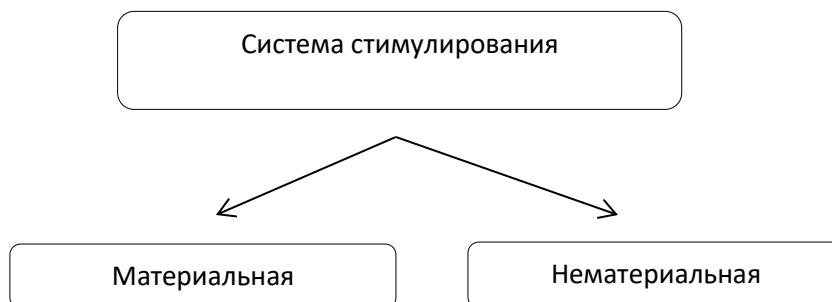 Система стимулирования
Материальная
Нематериальная